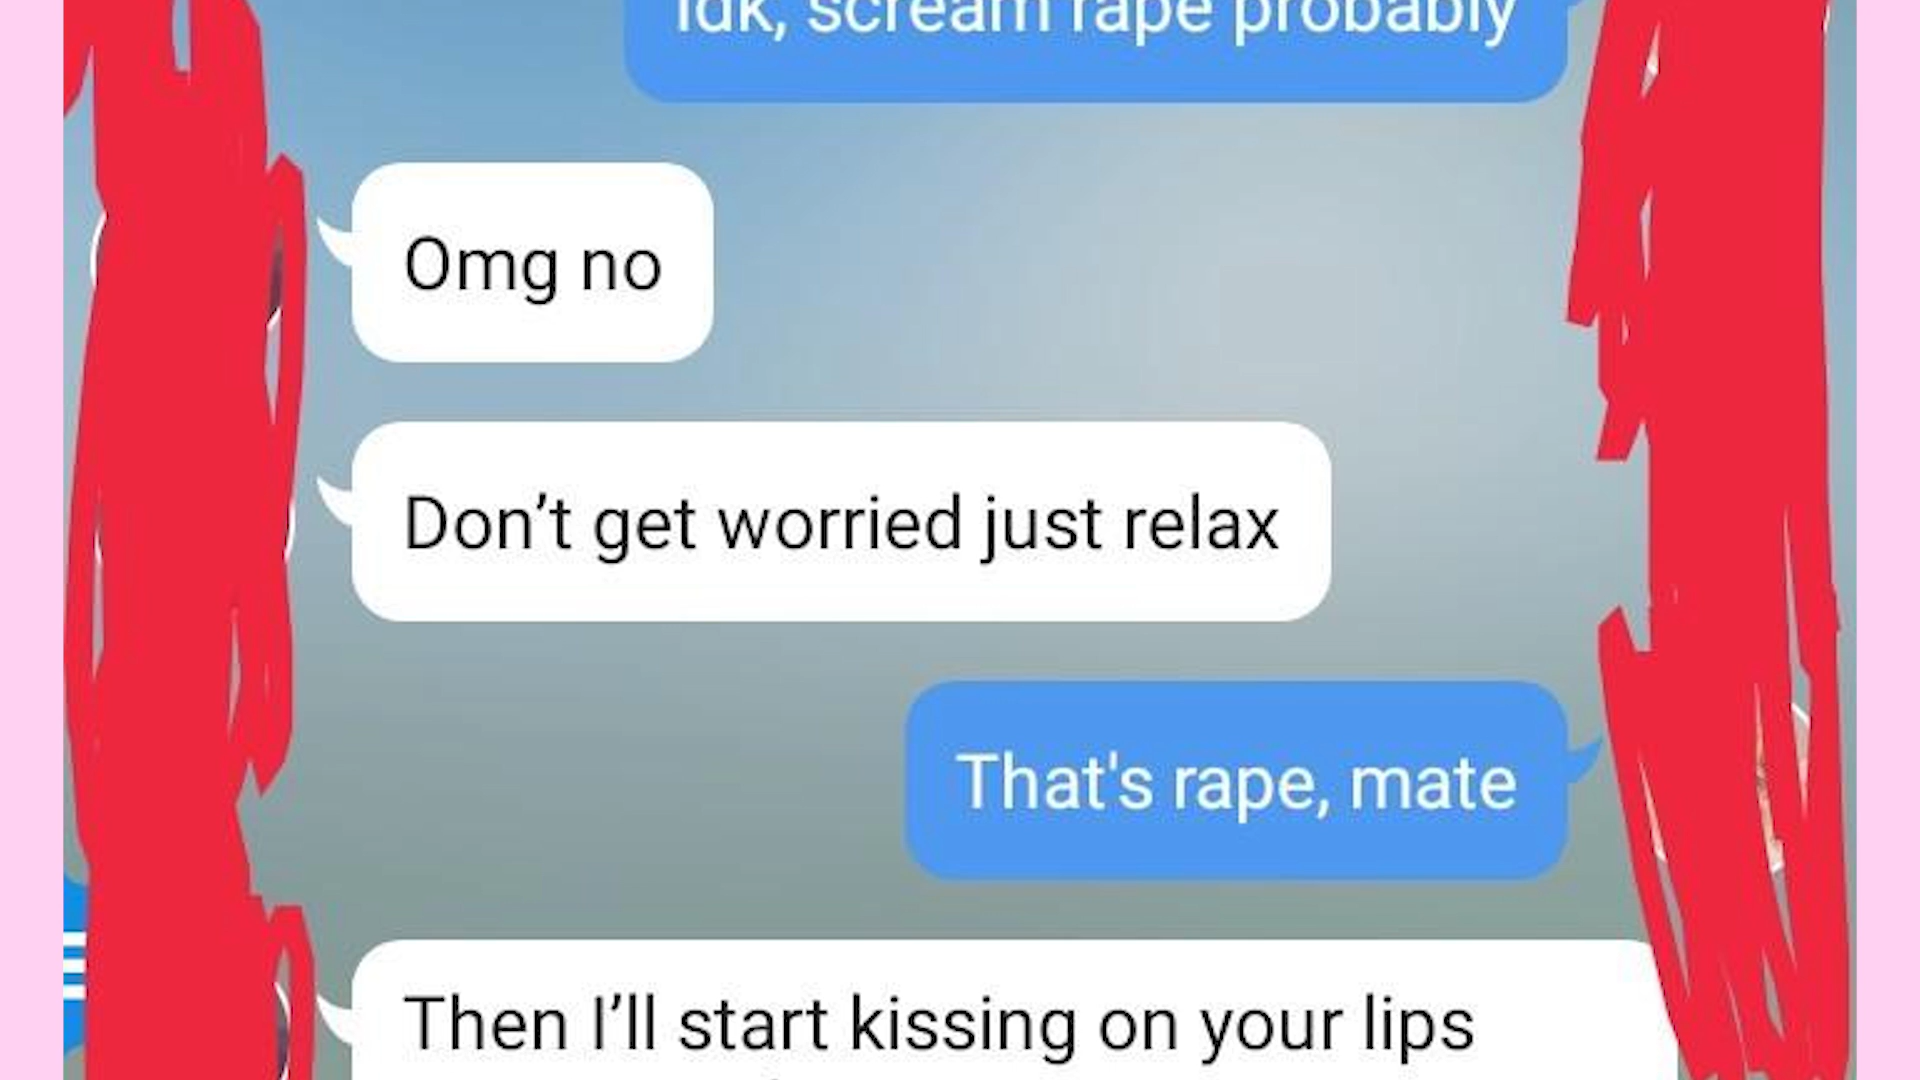 Idk, scream rape probably
Omg no
Don’t get worried just relax
That's rape, mate
Then I’ll start kissing on your lips